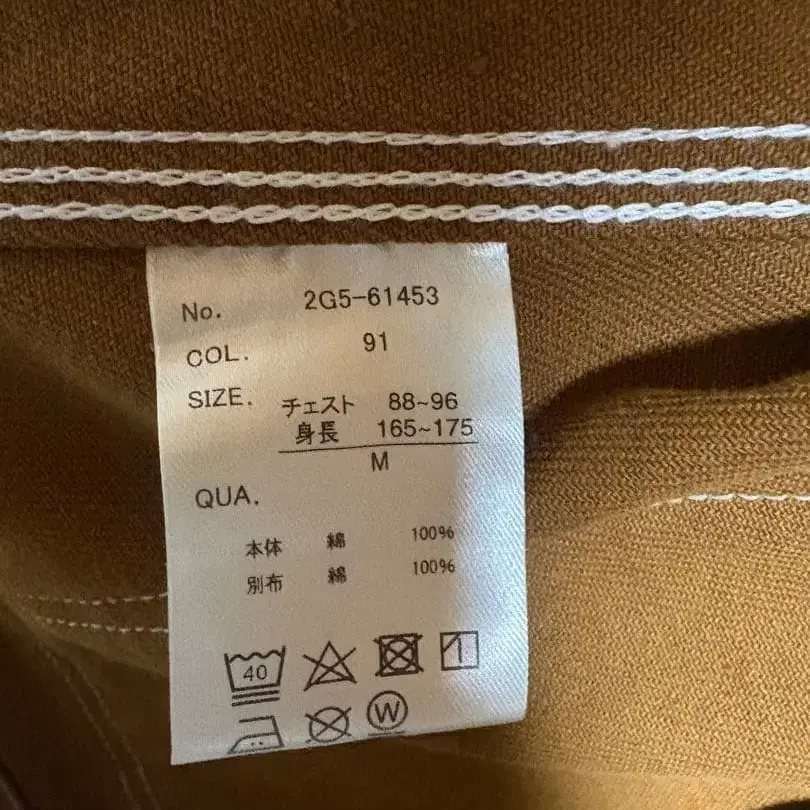 No. 2G5-61453
COL. 91
SIZE. チェスト 88~96
身長 165~175
M
QUA.
本体 綿 100%
別布 綿 100%
40
W